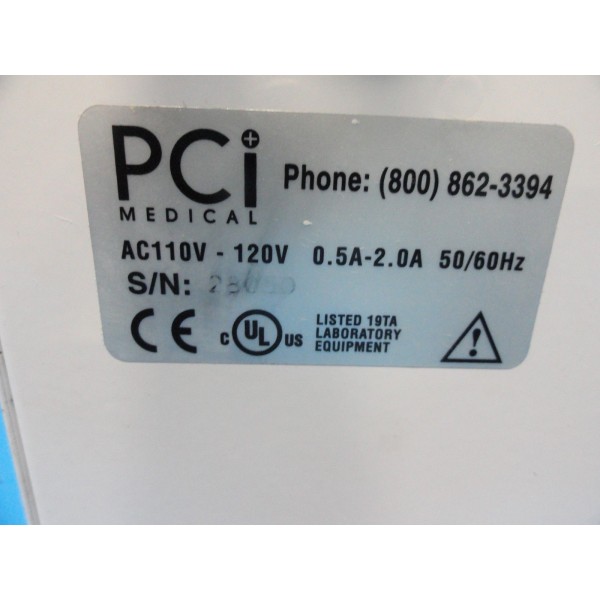 PCi
MEDICAL
Phone: (800) 862-3394
AC110V - 120V 0.5A-2.0A 50/60Hz
S/N:
CE
C UL US
LISTED 19TA
LABORATORY
EQUIPMENT